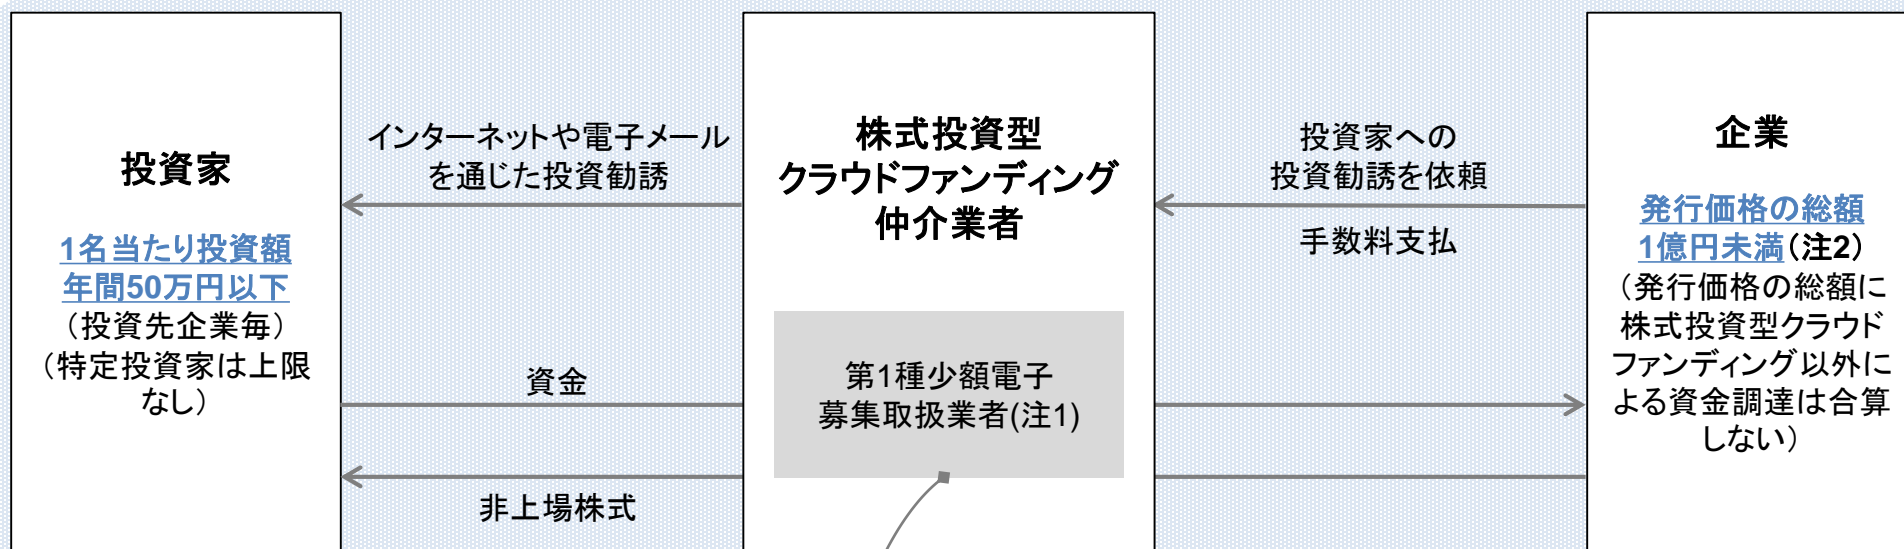 投資家
1名当たり投資額
年間50万円以下
（投資先企業毎）
（特定投資家は上限
なし）
インターネットや電子メール
を通じた投資勧誘
資金
非上場株式
株式投資型
クラウドファンディング
仲介業者
第1種少額電子
募集取扱業者(注1)
投資家への
投資勧誘を依頼
手数料支払
企業
発行価格の総額
1億円未満（注2）
（発行価格の総額に
株式投資型クラウド
ファンディング以外に
よる資金調達は合算
しない）